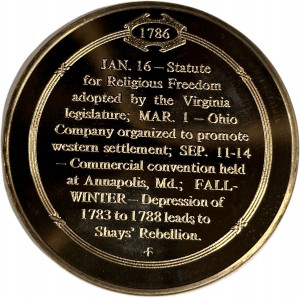 1786
JAN. 16 – Statute
for Religious Freedom
adopted by the Virginia
legislature; MAR. 1 – Ohio
Company organized to promote
western settlement; SEP. 11-14
– Commercial convention held
at Annapolis, Md.; FALL-
WINTER – Depression of
1783 to 1788 leads to
Shays' Rebellion.